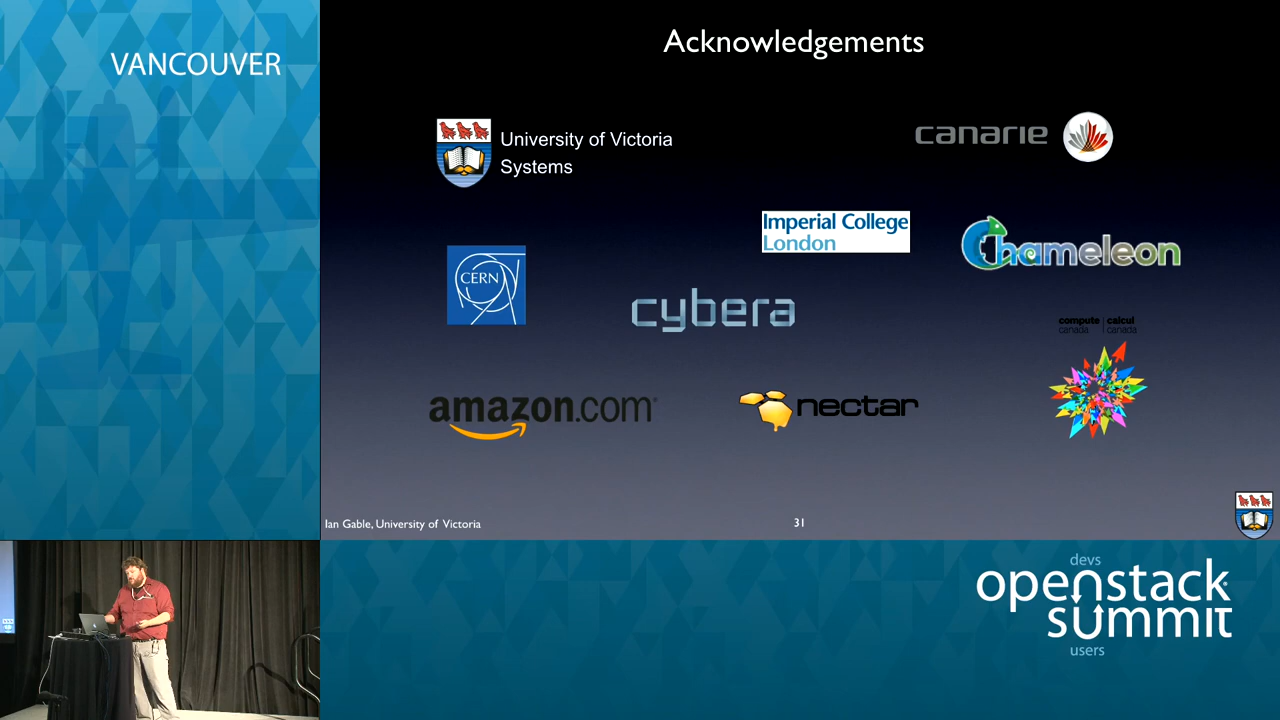 VANCOUVER
Acknowledgements
University of Victoria
Systems
canarie
Imperial College
London
Chameleon
CERN
cybera
compute | calcul
canada | canada
amazon.com
nectar
Ian Gable, University of Victoria
31
devs
openstack
summit
users